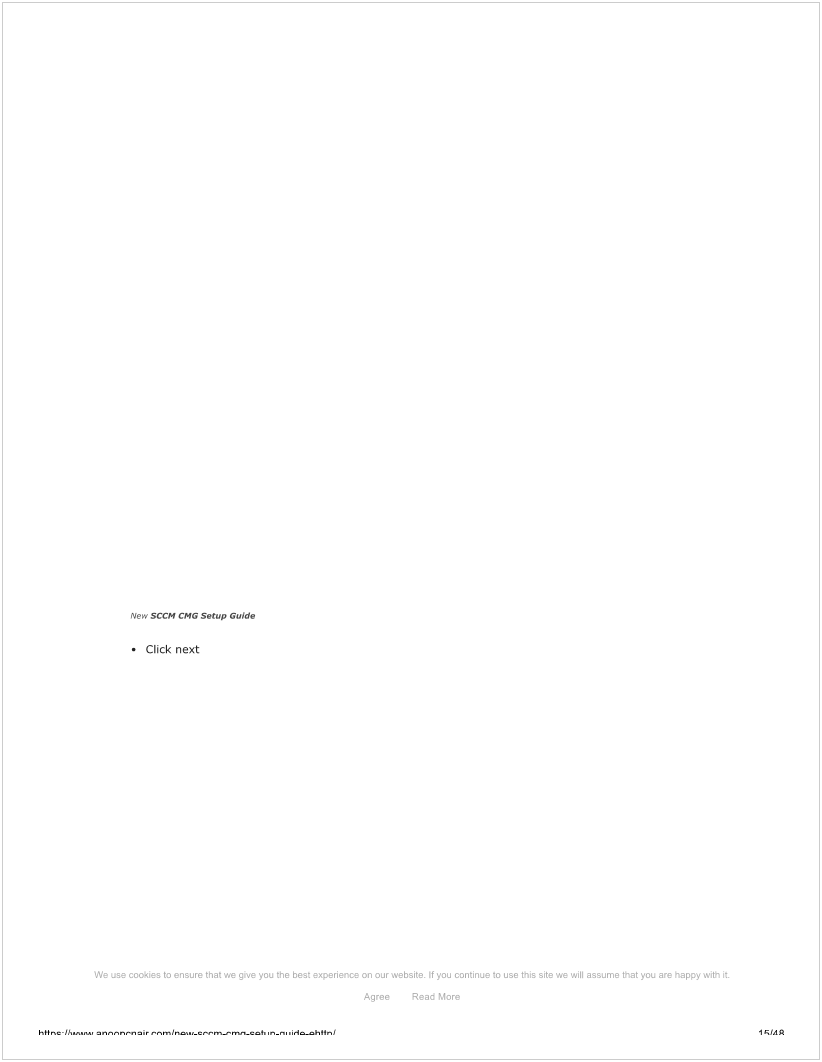 New SCCM CMG Setup Guide
• Click next
We use cookies to ensure that we give you the best experience on our website. If you continue to use this site we will assume that you are happy with it.
Agree Read More
https://www.anoopcnair.com/new-sccm-cmg-setup-guide-ehttp/ 15/48